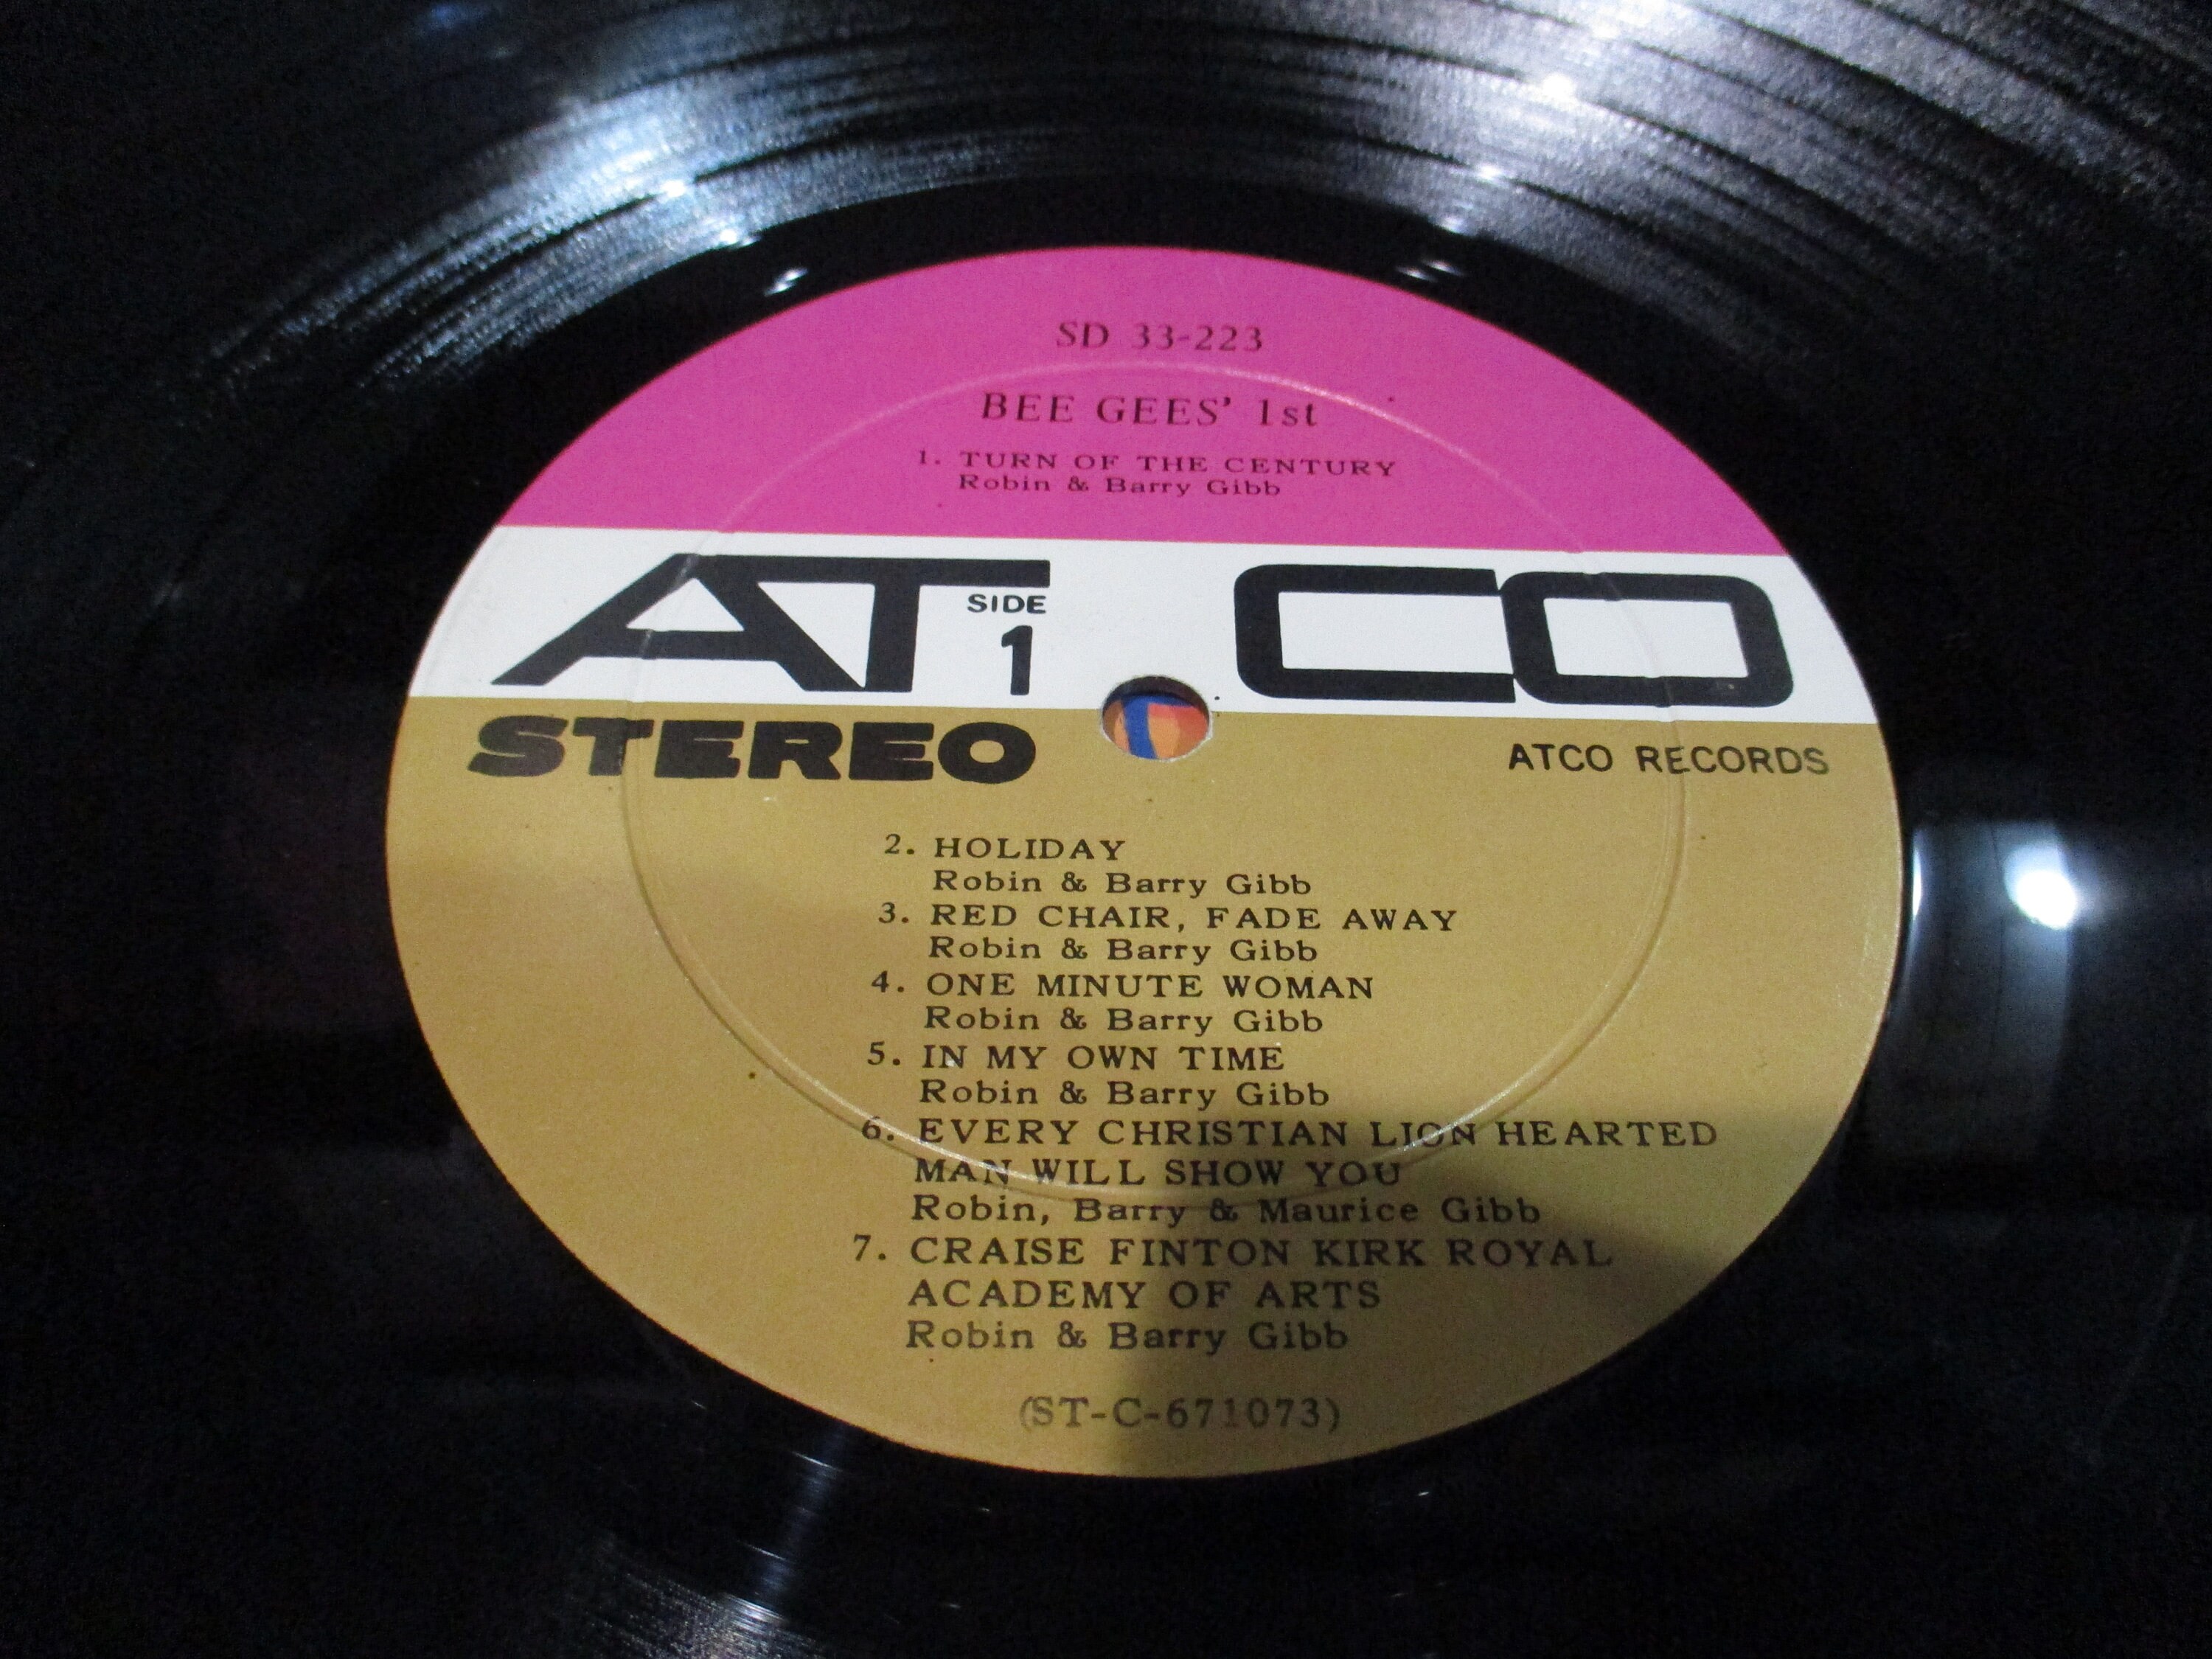 SD 33-223
BEE GEES' 1st
1. TURN OF THE CENTURY
Robin & Barry Gibb
ATCO
SIDE
1
STEREO
ATCO RECORDS
2. HOLIDAY
Robin & Barry Gibb
3. RED CHAIR, FADE AWAY
Robin & Barry Gibb
4. ONE MINUTE WOMAN
Robin & Barry Gibb
5. IN MY OWN TIME
Robin & Barry Gibb
6. EVERY CHRISTIAN LION HEARTED
MAN WILL SHOW YOU
Robin, Barry & Maurice Gibb
7. CRAISE FINTON KIRK ROYAL
ACADEMY OF ARTS
Robin & Barry Gibb
(ST-C-671073)